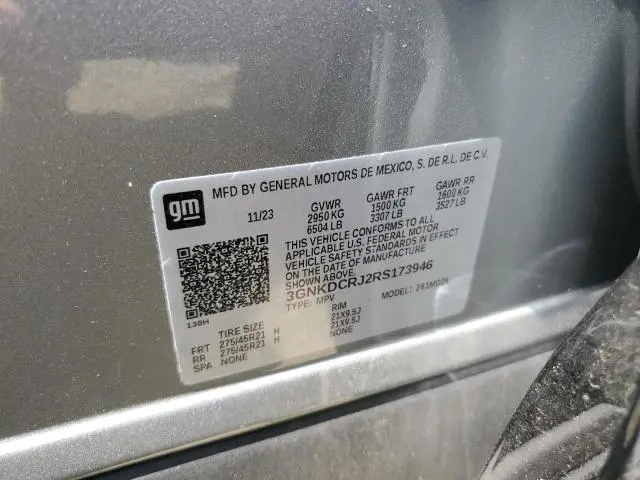 MFD BY GENERAL MOTORS DE MEXICO, S. DE R.L. DE C.V.
gm
11/23 GVWR GAWR FRT GAWR RR
2950 KG 1500 KG 1600 KG
6504 LB 3307 LB 3527 LB
THIS VEHICLE CONFORMS TO ALL
APPLICABLE U.S. FEDERAL MOTOR
VEHICLE SAFETY STANDARDS IN EFFECT
ON THE DATE OF MANUFACTURE
SHOWN ABOVE.
3GNKDCRJ2RS173946
TYPE: MPV MODEL: 261MD26
139H
TIRE SIZE RIM
FRT 275/45R21 H 21X9.5J
RR 275/45R21 H 21X9.5J
SPA NONE NONE